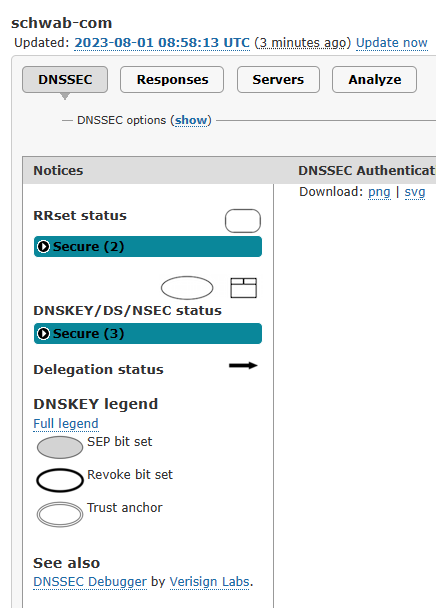 schwab-com
Updated: 2023-08-01 08:58:13 UTC (3 minutes ago) Update now
DNSSEC Responses Servers Analyze
DNSSEC options (show)
Notices
DNSSEC Authenticat
Download: png | svg
RRset status
Secure (2)
DNSKEY/DS/NSEC status
Secure (3)
Delegation status
DNSKEY legend
Full legend
SEP bit set
Revoke bit set
Trust anchor
See also
DNSSEC Debugger by Verisign Labs.